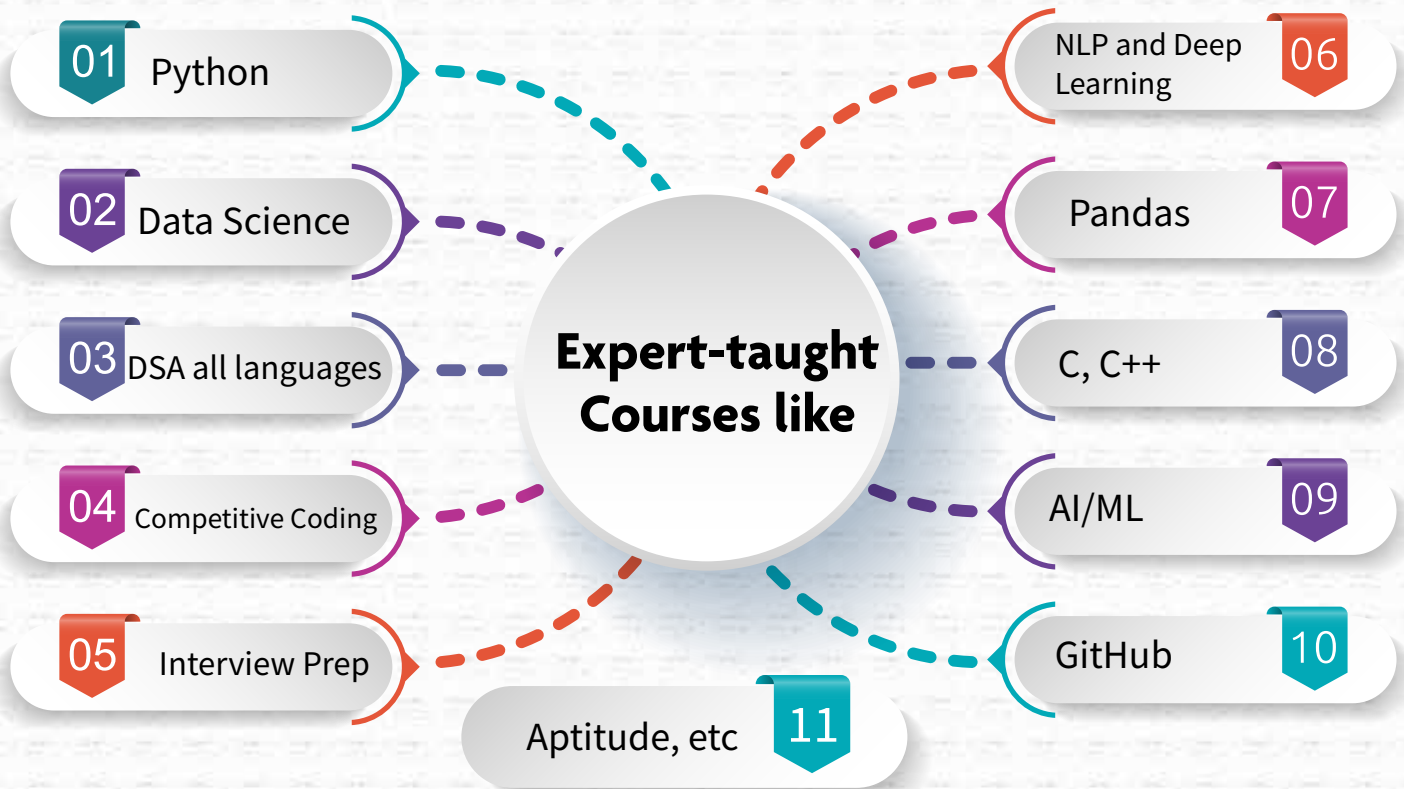 01
Python
02
Data Science
03
DSA all languages
04
Competitive Coding
05
Interview Prep
Expert-taught
Courses like
NLP and Deep
Learning
06
Pandas
07
C, C++
08
AI/ML
09
GitHub
10
Aptitude, etc
11